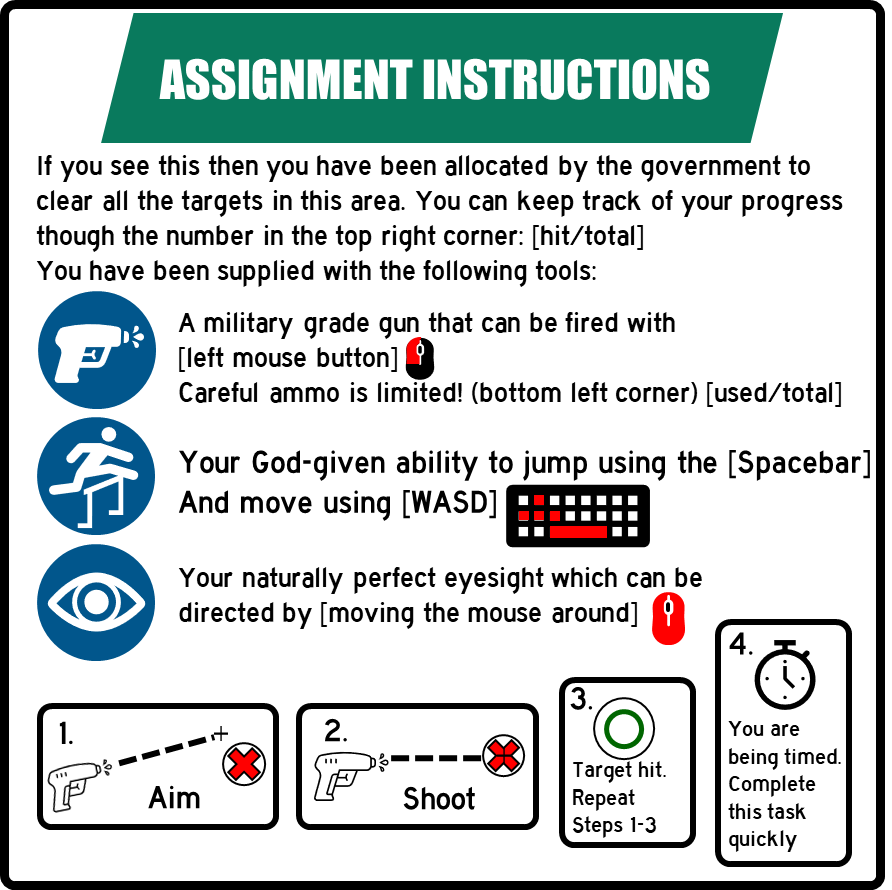 ASSIGNMENT INSTRUCTIONS
If you see this then you have been allocated by the government to
clear all the targets in this area. You can keep track of your progress
though the number in the top right corner: [hit/total]
You have been supplied with the following tools:
A military grade gun that can be fired with
[left mouse button]
Careful ammo is limited! (bottom left corner) [used/total]
Your God-given ability to jump using the [Spacebar]
And move using [WASD]
Your naturally perfect eyesight which can be
directed by [moving the mouse around]
1.
Aim
2.
Shoot
3.
Target hit.
Repeat
Steps 1-3
4.
You are
being timed.
Complete
this task
quickly